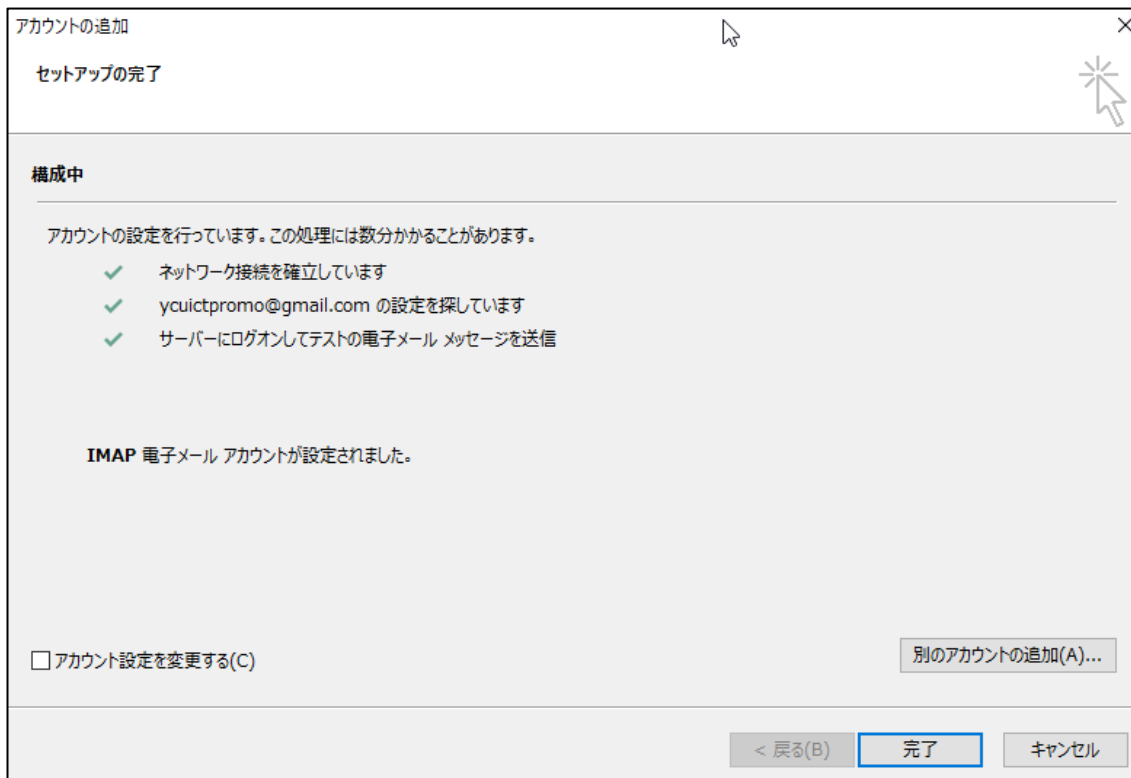 アカウントの追加
セットアップの完了
構成中
アカウントの設定を行っています。この処理には数分かかることがあります。
ネットワーク接続を確立しています
ycuictpromo@gmail.com の設定を探しています
サーバーにログオンしてテストの電子メール メッセージを送信
IMAP 電子メール アカウントが設定されました。
アカウント設定を変更する(C)
別のアカウントの追加(A)...
< 戻る(B)
完了
キャンセル